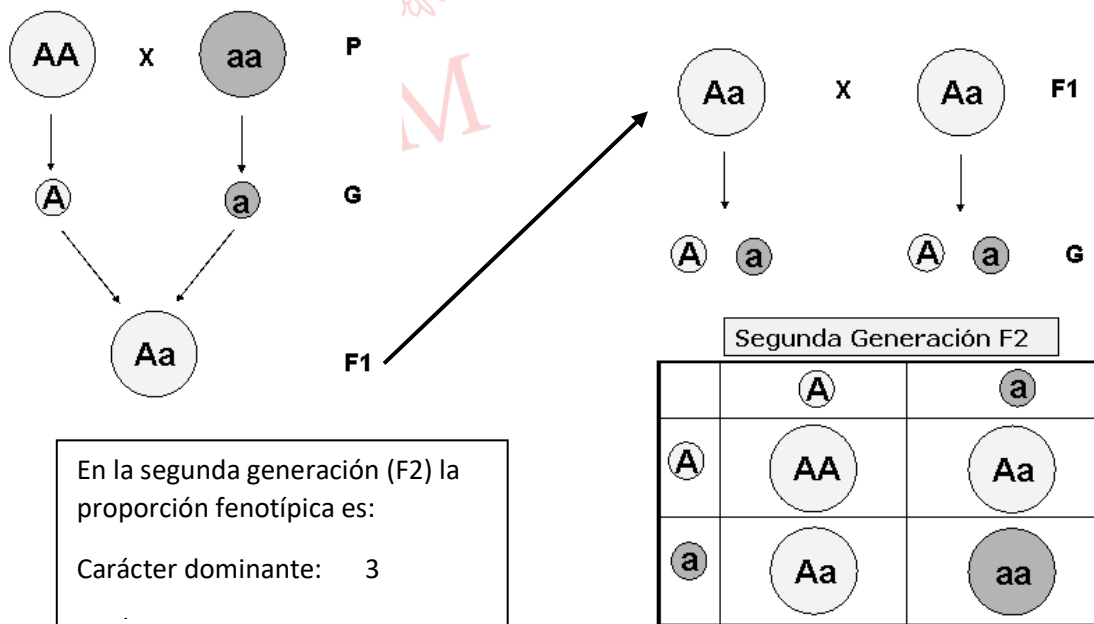 AA x aa P
A a G
Aa F1
Aa X Aa F1
A a A a G
Segunda Generación F2
A a
A AA Aa
a Aa aa
En la segunda generación (F2) la
proporción fenotípica es:
Carácter dominante: 3